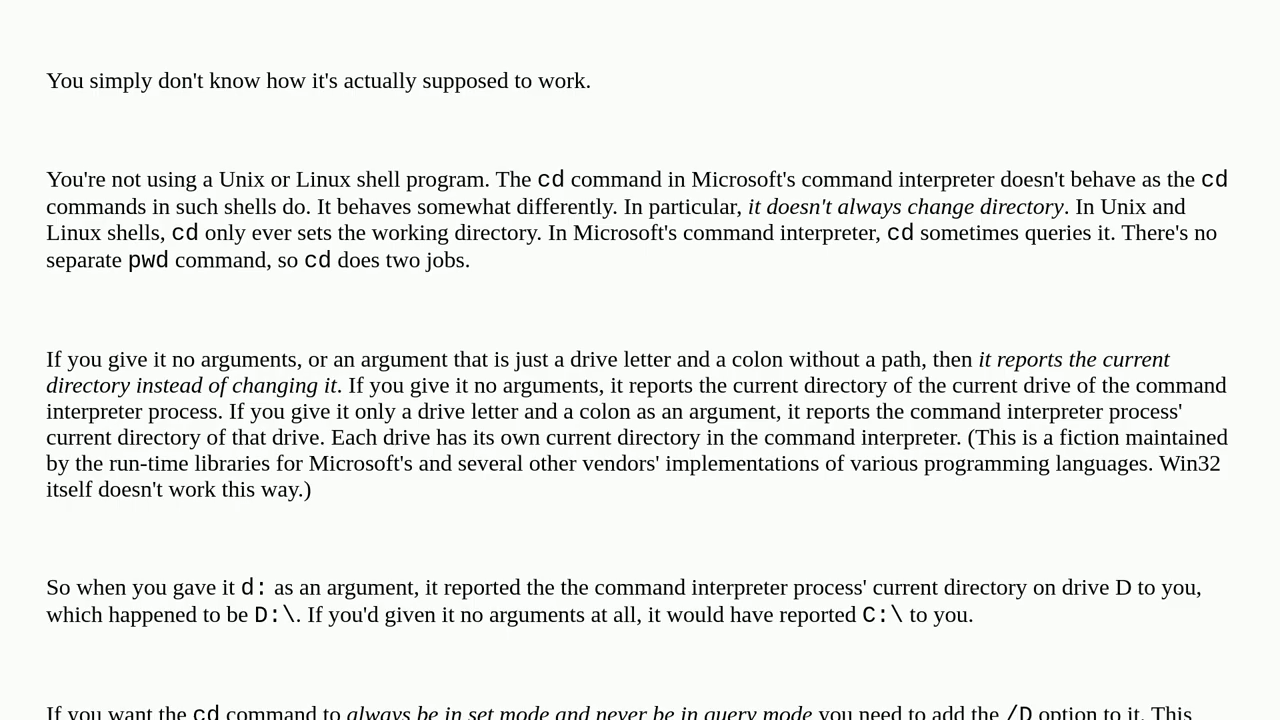 You simply don't know how it's actually supposed to work.
You're not using a Unix or Linux shell program. The cd command in Microsoft's command interpreter doesn't behave as the cd
commands in such shells do. It behaves somewhat differently. In particular, it doesn't always change directory. In Unix and
Linux shells, cd only ever sets the working directory. In Microsoft's command interpreter, cd sometimes queries it. There's no
separate pwd command, so cd does two jobs.
If you give it no arguments, or an argument that is just a drive letter and a colon without a path, then it reports the current
directory instead of changing it. If you give it no arguments, it reports the current directory of the current drive of the command
interpreter process. If you give it only a drive letter and a colon as an argument, it reports the command interpreter process'
current directory of that drive. Each drive has its own current directory in the command interpreter. (This is a fiction maintained
by the run-time libraries for Microsoft's and several other vendors' implementations of various programming languages. Win32
itself doesn't work this way.)
So when you gave it d: as an argument, it reported the the command interpreter process' current directory on drive D to you,
which happened to be D:\. If you'd given it no arguments at all, it would have reported C:\ to you.
If you want the cd command to always be in set mode and never be in query mode you need to add the /D option to it. This